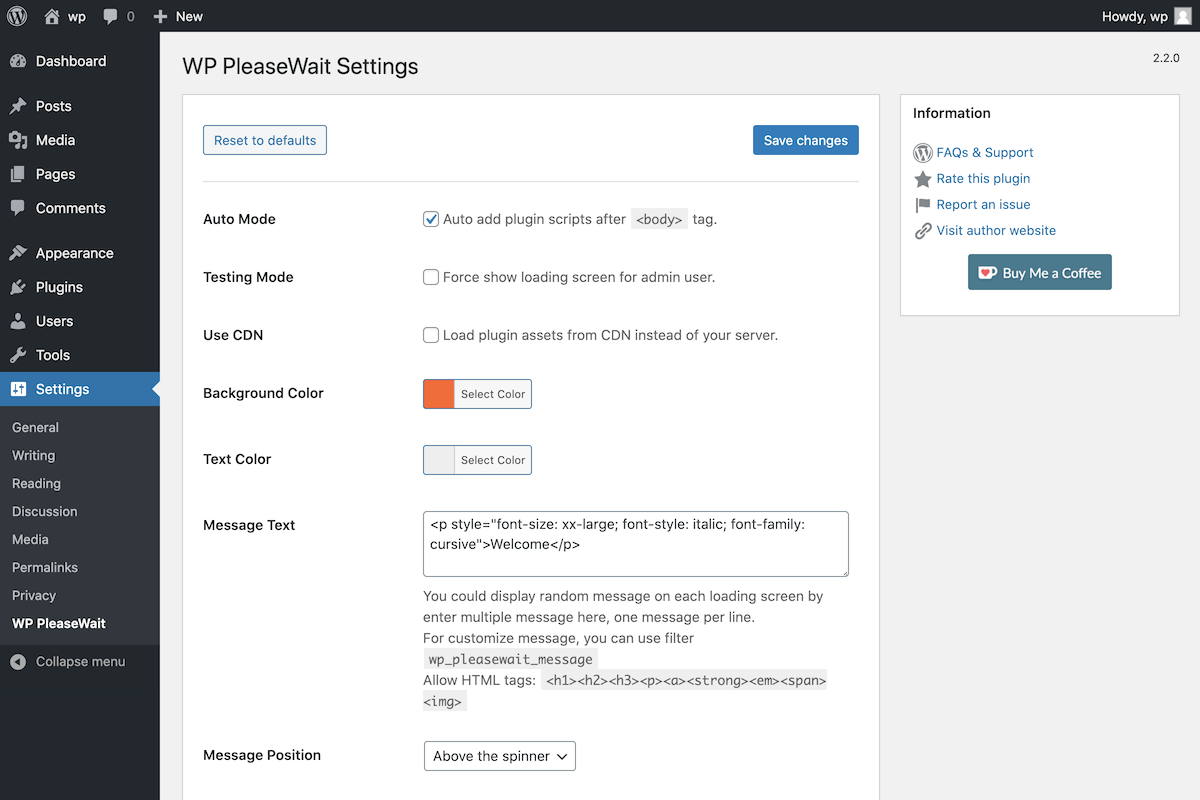 wp
0
New
Howdy, wp
Dashboard
Posts
Media
Pages
Comments
Appearance
Plugins
Users
Tools
Settings
General
Writing
Reading
Discussion
Media
Permalinks
Privacy
WP PleaseWait
Collapse menu
WP PleaseWait Settings
2.2.0
Reset to defaults
Save changes
Auto Mode
Auto add plugin scripts after <body> tag.
Testing Mode
Force show loading screen for admin user.
Use CDN
Load plugin assets from CDN instead of your server.
Background Color
Select Color
Text Color
Select Color
Message Text
<p style="font-size: xx-large; font-style: italic; font-family:
cursive">Welcome</p>
You could display random message on each loading screen by
enter multiple message here, one message per line.
For customize message, you can use filter
wp_pleasewait_message
Allow HTML tags: <h1><h2><h3><p><a><strong><em><span>
<img>
Message Position
Above the spinner
Information
FAQs & Support
Rate this plugin
Report an issue
Visit author website
Buy Me a Coffee